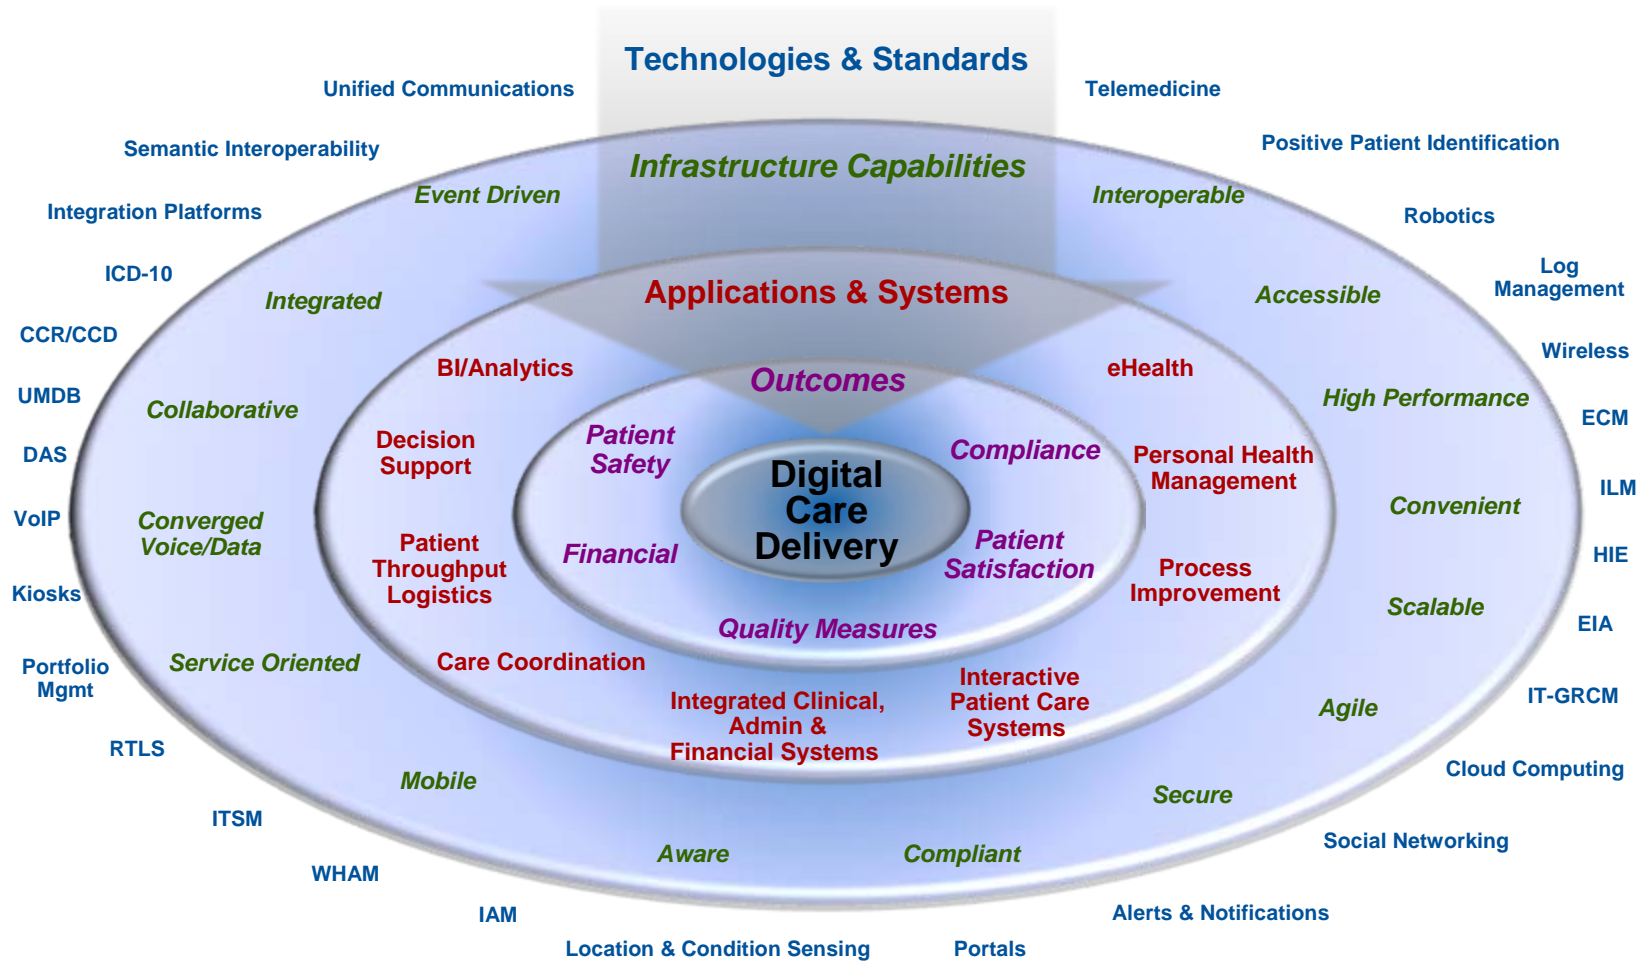 Technologies & Standards
Unified Communications
Telemedicine
Semantic Interoperability
Positive Patient Identification
Infrastructure Capabilities
Event Driven
Interoperable
Integration Platforms
Robotics
ICD-10
Log
Management
Integrated
Applications & Systems
Accessible
CCR/CCD
Wireless
BI/Analytics
eHealth
Outcomes
UMDB
Collaborative
High Performance
ECM
Decision
Support
Patient
Safety
Compliance
Personal Health
Management
DAS
ILM
Digital
Care
Delivery
VoIP
Converged
Voice/Data
Convenient
Patient
Throughput
Logistics
Financial
Patient
Satisfaction
Process
Improvement
HIE
Kiosks
Scalable
EIA
Quality Measures
Portfolio
Mgmt
Service Oriented
Care Coordination
Integrated Clinical,
Admin &
Financial Systems
Interactive
Patient Care
Systems
Agile
IT-GRCM
RTLS
Mobile
Secure
Cloud Computing
ITSM
Aware
Compliant
Social Networking
WHAM
IAM
Alerts & Notifications
Location & Condition Sensing
Portals